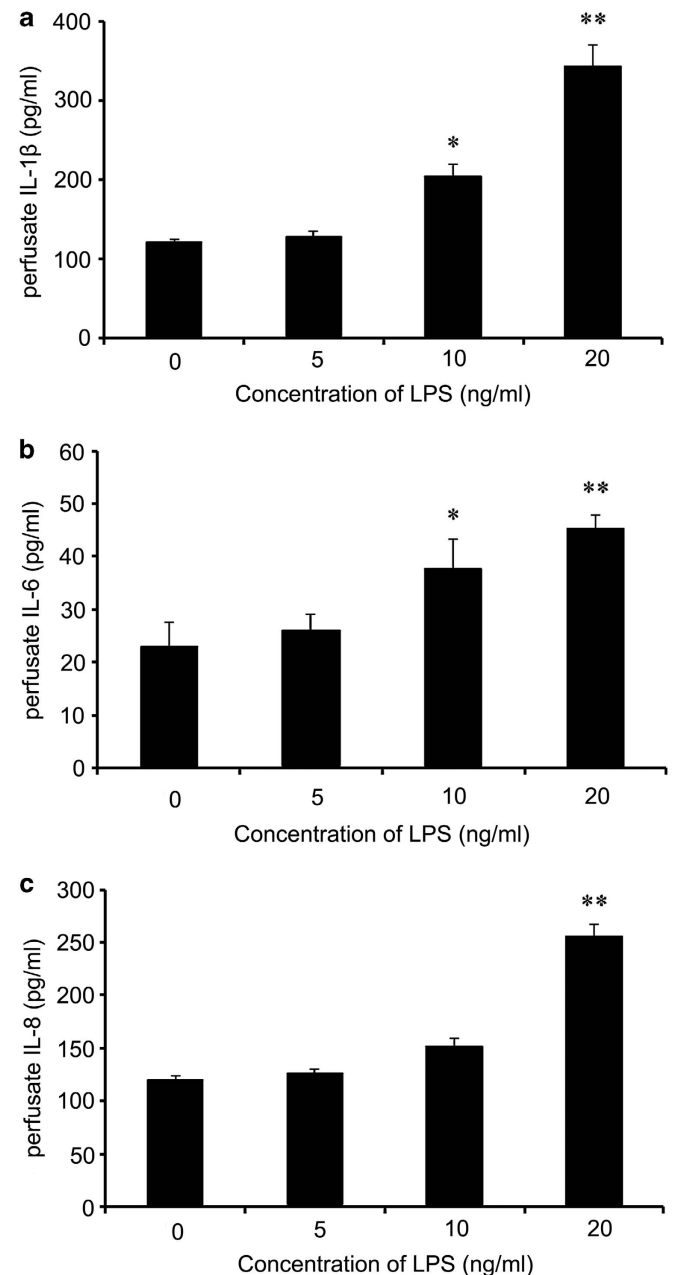 a
perfusate IL-1β (pg/ml)
400
300
200
100
0
*
**
0 5 10 20
Concentration of LPS (ng/ml)
b
perfusate IL-6 (pg/ml)
60
50
40
30
20
10
0
*
**
0 5 10 20
Concentration of LPS (ng/ml)
c
perfusate IL-8 (pg/ml)
300
250
200
150
100
50
0
**
0 5 10 20
Concentration of LPS (ng/ml)